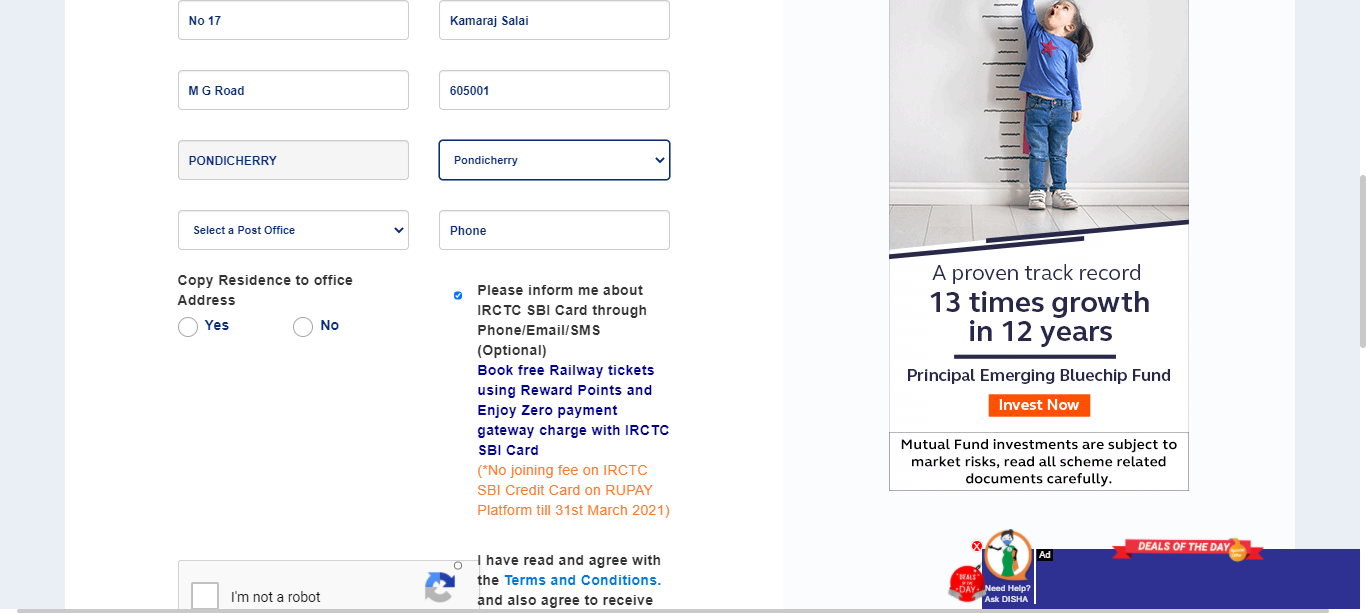 No 17
Kamaraj Salai
M G Road
605001
PONDICHERRY
Pondicherry
Select a Post Office
Phone
Copy Residence to office
Address
Yes
No
Please inform me about
IRCTC SBI Card through
Phone/Email/SMS
(Optional)
Book free Railway tickets
using Reward Points and
Enjoy Zero payment
gateway charge with IRCTC
SBI Card
(*No joining fee on IRCTC
SBI Credit Card on RUPAY
Platform till 31st March 2021)
I have read and agree with
the Terms and Conditions.
and also agree to receive
I'm not a robot
A proven track record
13 times growth
in 12 years
Principal Emerging Bluechip Fund
Invest Now
Mutual Fund investments are subject to
market risks, read all scheme related
documents carefully.
DEALS OF THE DAY
Ad
DEALS
OF THE
DAY
Need Help?
Ask DISHA